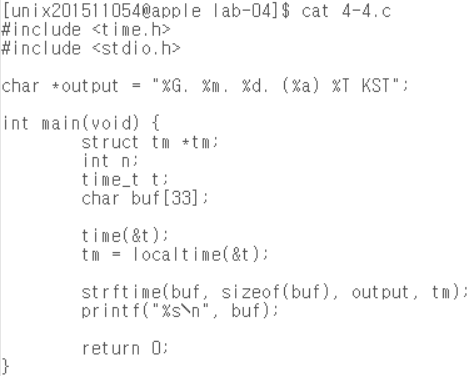 [unix201511054@apple lab-04]$ cat 4-4.c
#include <time.h>
#include <stdio.h>
char *output = "%G. %m. %d. (%a) %T KST";
int main(void) {
struct tm *tm;
int n;
time_t t;
char buf[33];
time(&t);
tm = localtime(&t);
strftime(buf, sizeof(buf), output, tm);
printf("%s\n", buf);
return 0;
}